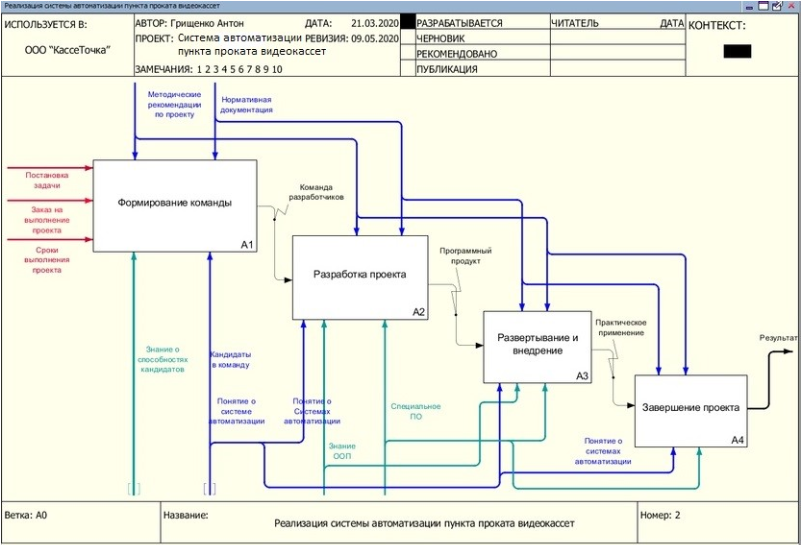 Реализация системы автоматизации пункта проката видеокассет
ИСПОЛЬЗУЕТСЯ В:
ООО “КассеТочка”
АВТОР: Грищенко Антон
ДАТА: 21.03.2020
ПРОЕКТ: Система автоматизации
пункта проката видеокассет
РЕВИЗИЯ: 09.05.2020
ЗАМЕЧАНИЯ: 1 2 3 4 5 6 7 8 9 10
РАЗРАБАТЫВАЕТСЯ
ЧЕРНОВИК
РЕКОМЕНДОВАНО
ПУБЛИКАЦИЯ
ЧИТАТЕЛЬ
ДАТА
КОНТЕКСТ:
Методические
рекомендации
по проекту
Нормативная
документация
Постановка
задачи
Заказ на
выполнение
проекта
Сроки
выполнения
проекта
Формирование команды
A1
Команда
разработчиков
Разработка проекта
A2
Программный
продукт
Развертывание и
внедрение
A3
Практическое
применение
Завершение проекта
A4
Результат
Знание о
способностях
кандидатов
Кандидаты
в команду
Понятие о
системе
автоматизации
Понятие о
Системах
автоматизации
Знание
ООП
Специальное
ПО
Понятие о
системах
автоматизации
Ветка: A0
Название:
Реализация системы автоматизации пункта проката видеокассет
Номер: 2